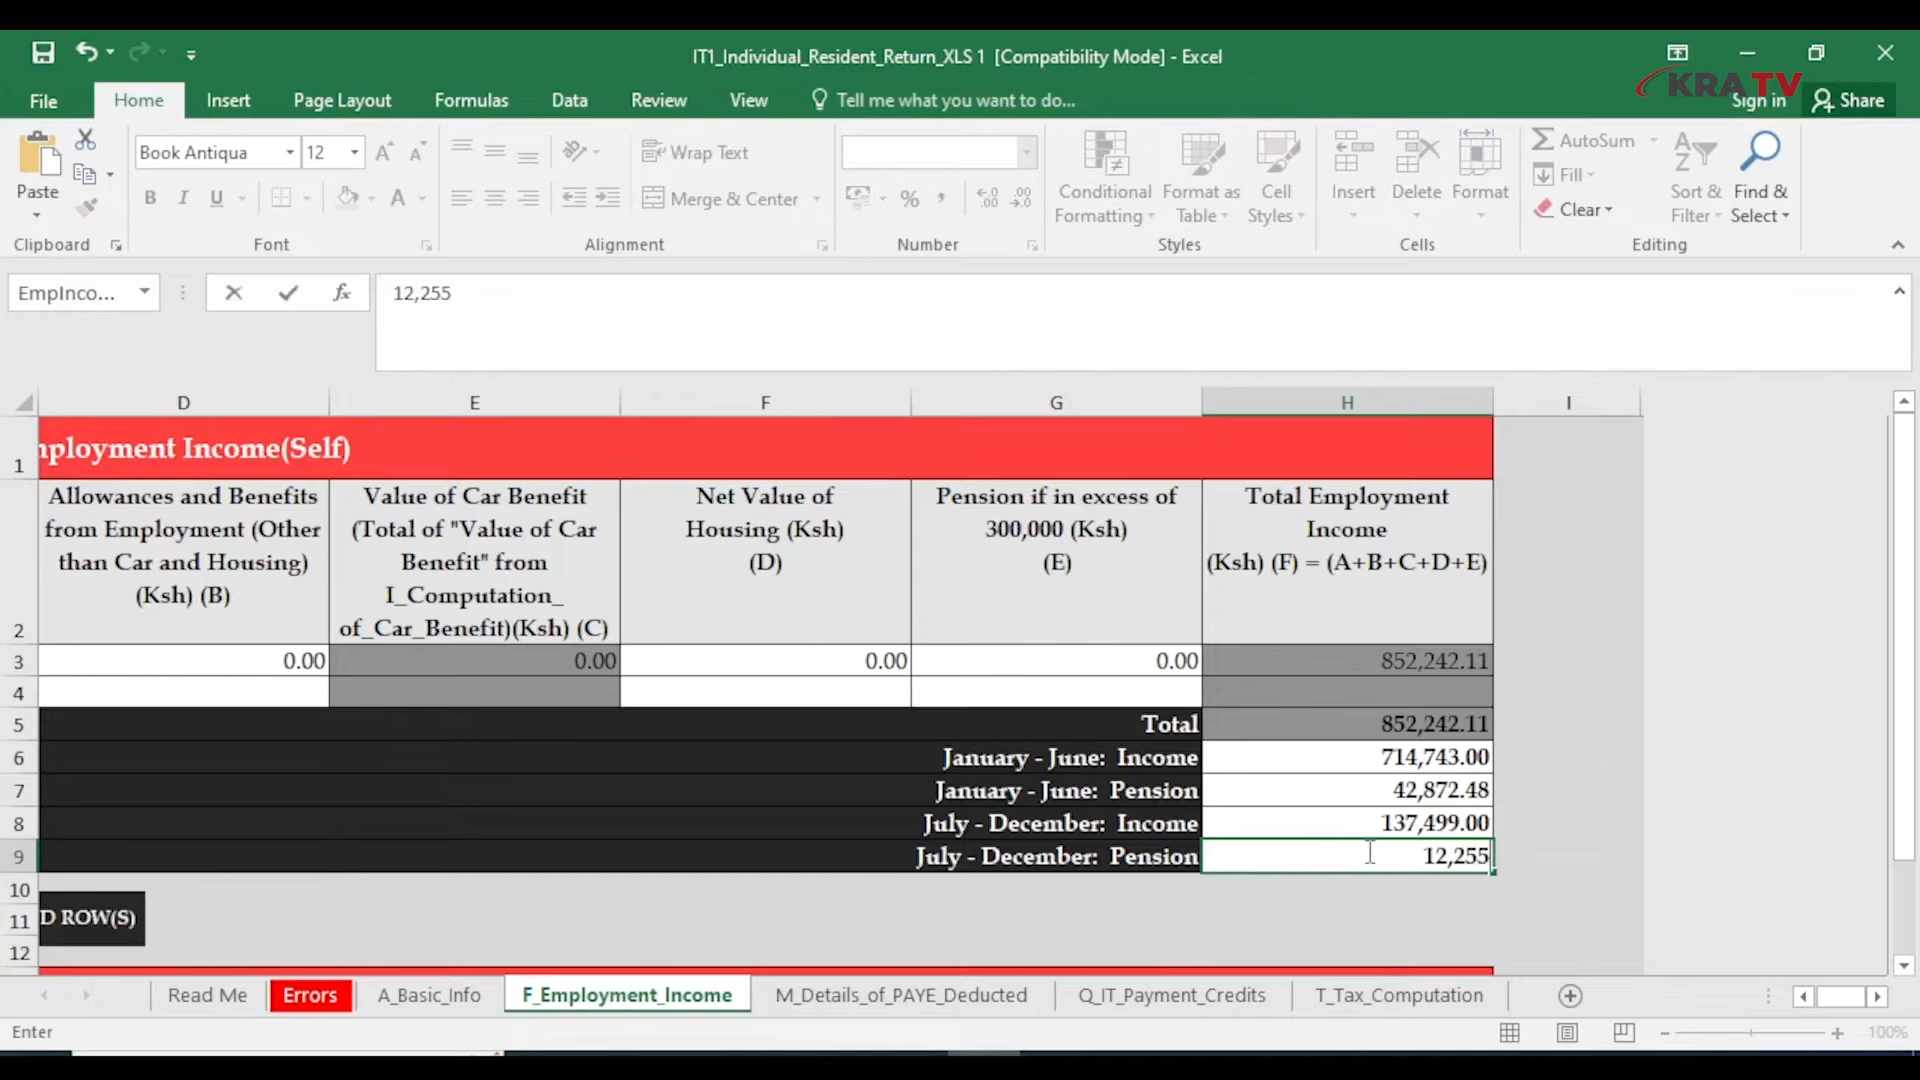 IT1_Individual_Resident_Return_XLS 1 [Compatibility Mode] - Excel
KRATV
File Home Insert Page Layout Formulas Data Review View Tell me what you want to do... Sign in Share
Book Antiqua 12 Wrap Text AutoSum
Fill
Paste B I U Merge & Center % Conditional Formatting Format as Table Cell Styles Insert Delete Format Clear Sort & Filter Find & Select
Clipboard Font Alignment Number Styles Cells Editing
EmpInco... fx 12,255
D E F G H I
1 nployment Income(Self)
2
Allowances and Benefits
from Employment (Other
than Car and Housing)
(Ksh) (B)
Value of Car Benefit
(Total of "Value of Car
Benefit" from
I_Computation_
of_Car_Benefit)(Ksh) (C)
Net Value of
Housing (Ksh)
(D)
Pension if in excess of
300,000 (Ksh)
(E)
Total Employment
Income
(Ksh) (F) = (A+B+C+D+E)
3 0.00 0.00 0.00 0.00 852,242.11
4
5 Total 852,242.11
6 January - June: Income 714,743.00
7 January - June: Pension 42,872.48
8 July - December: Income 137,499.00
9 July - December: Pension 12,255
10
11 D ROW(S)
12
Read Me Errors A_Basic_Info F_Employment_Income M_Details_of_PAYE_Deducted Q_IT_Payment_Credits T_Tax_Computation
Enter 100%